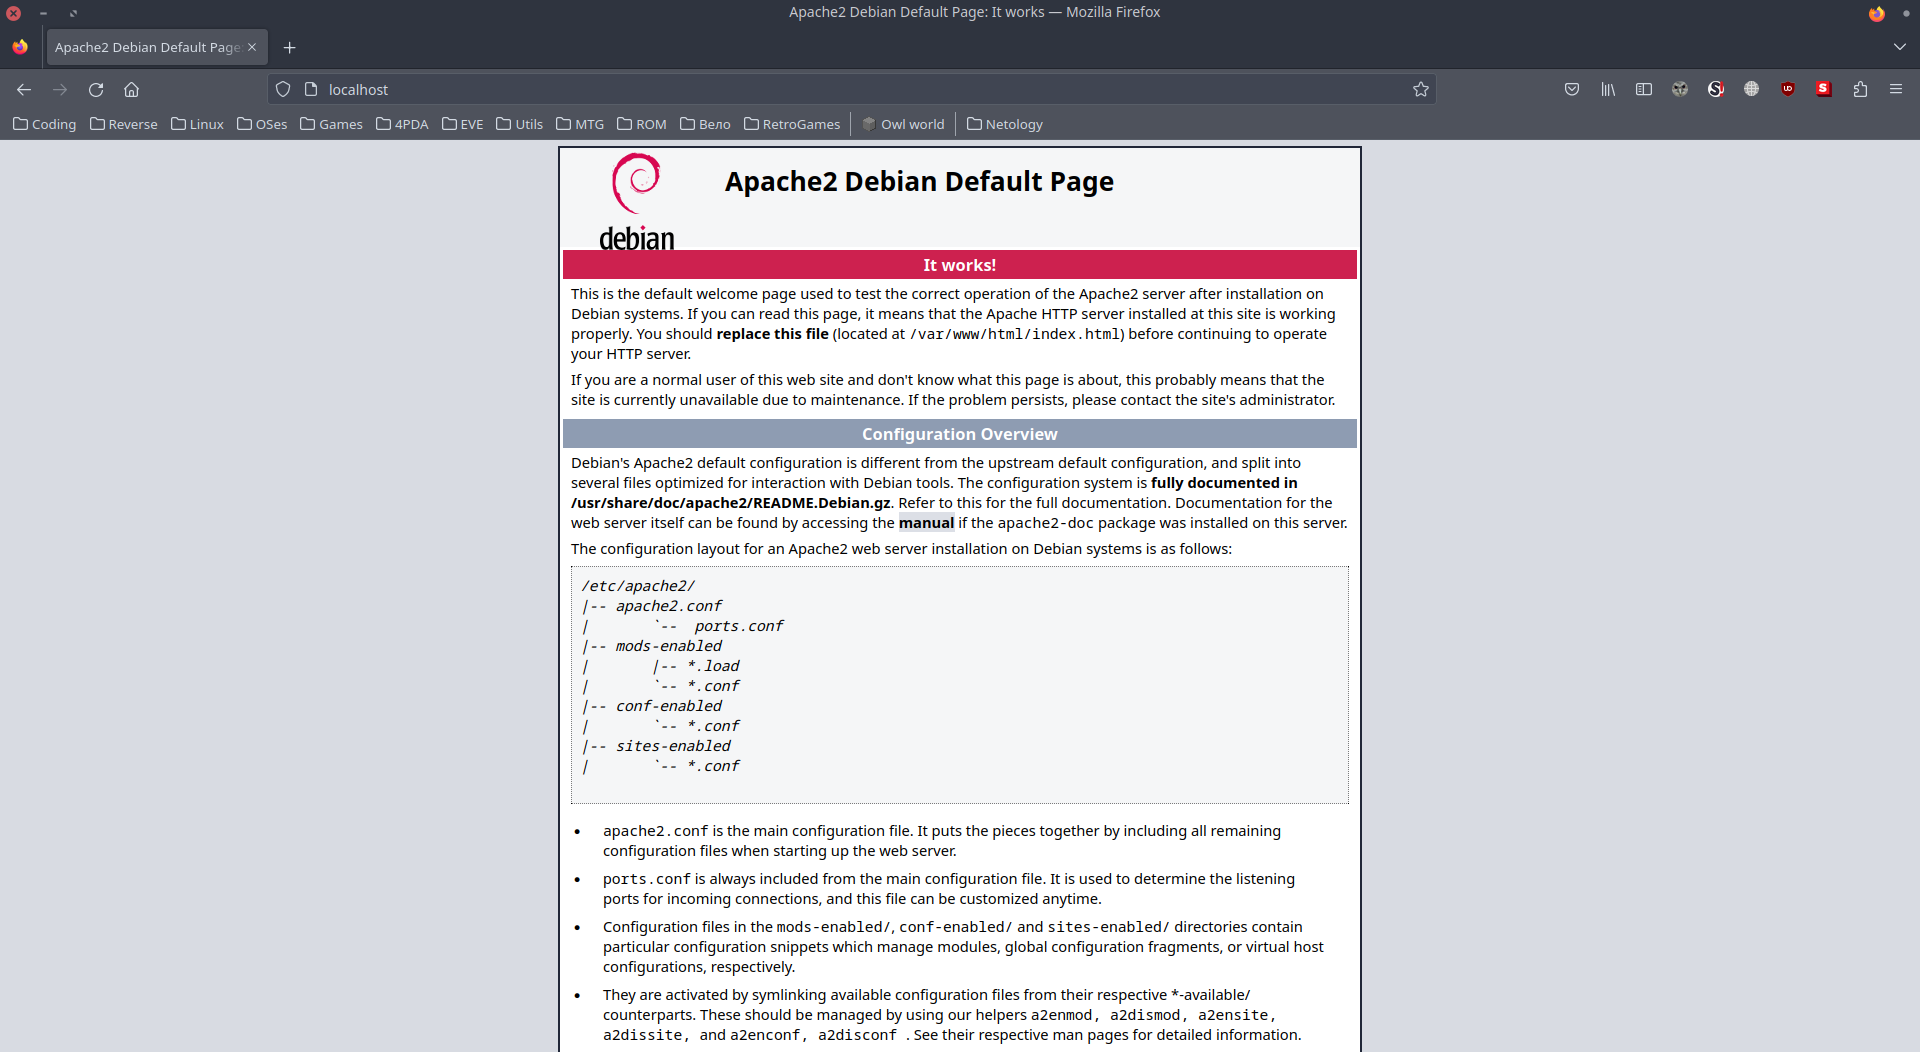 Apache2 Debian Default Page: It works — Mozilla Firefox
Apache2 Debian Default Page:
localhost
Coding Reverse Linux OSes Games 4PDA EVE Utils MTG ROM Вело RetroGames Owl world Netology
debian
Apache2 Debian Default Page
It works!
This is the default welcome page used to test the correct operation of the Apache2 server after installation on
Debian systems. If you can read this page, it means that the Apache HTTP server installed at this site is working
properly. You should replace this file (located at /var/www/html/index.html) before continuing to operate
your HTTP server.
If you are a normal user of this web site and don't know what this page is about, this probably means that the
site is currently unavailable due to maintenance. If the problem persists, please contact the site's administrator.
Configuration Overview
Debian's Apache2 default configuration is different from the upstream default configuration, and split into
several files optimized for interaction with Debian tools. The configuration system is fully documented in
/usr/share/doc/apache2/README.Debian.gz. Refer to this for the full documentation. Documentation for the
web server itself can be found by accessing the manual if the apache2-doc package was installed on this server.
The configuration layout for an Apache2 web server installation on Debian systems is as follows:
/etc/apache2/
|-- apache2.conf
|       `--  ports.conf
|-- mods-enabled
|       |-- *.load
|       `-- *.conf
|-- conf-enabled
|       `-- *.conf
|-- sites-enabled
|       `-- *.conf
• apache2.conf is the main configuration file. It puts the pieces together by including all remaining
configuration files when starting up the web server.
• ports.conf is always included from the main configuration file. It is used to determine the listening
ports for incoming connections, and this file can be customized anytime.
• Configuration files in the mods-enabled/, conf-enabled/ and sites-enabled/ directories contain
particular configuration snippets which manage modules, global configuration fragments, or virtual host
configurations, respectively.
• They are activated by symlinking available configuration files from their respective *-available/
counterparts. These should be managed by using our helpers a2enmod, a2dismod, a2ensite,
a2dissite, and a2enconf, a2disconf . See their respective man pages for detailed information.